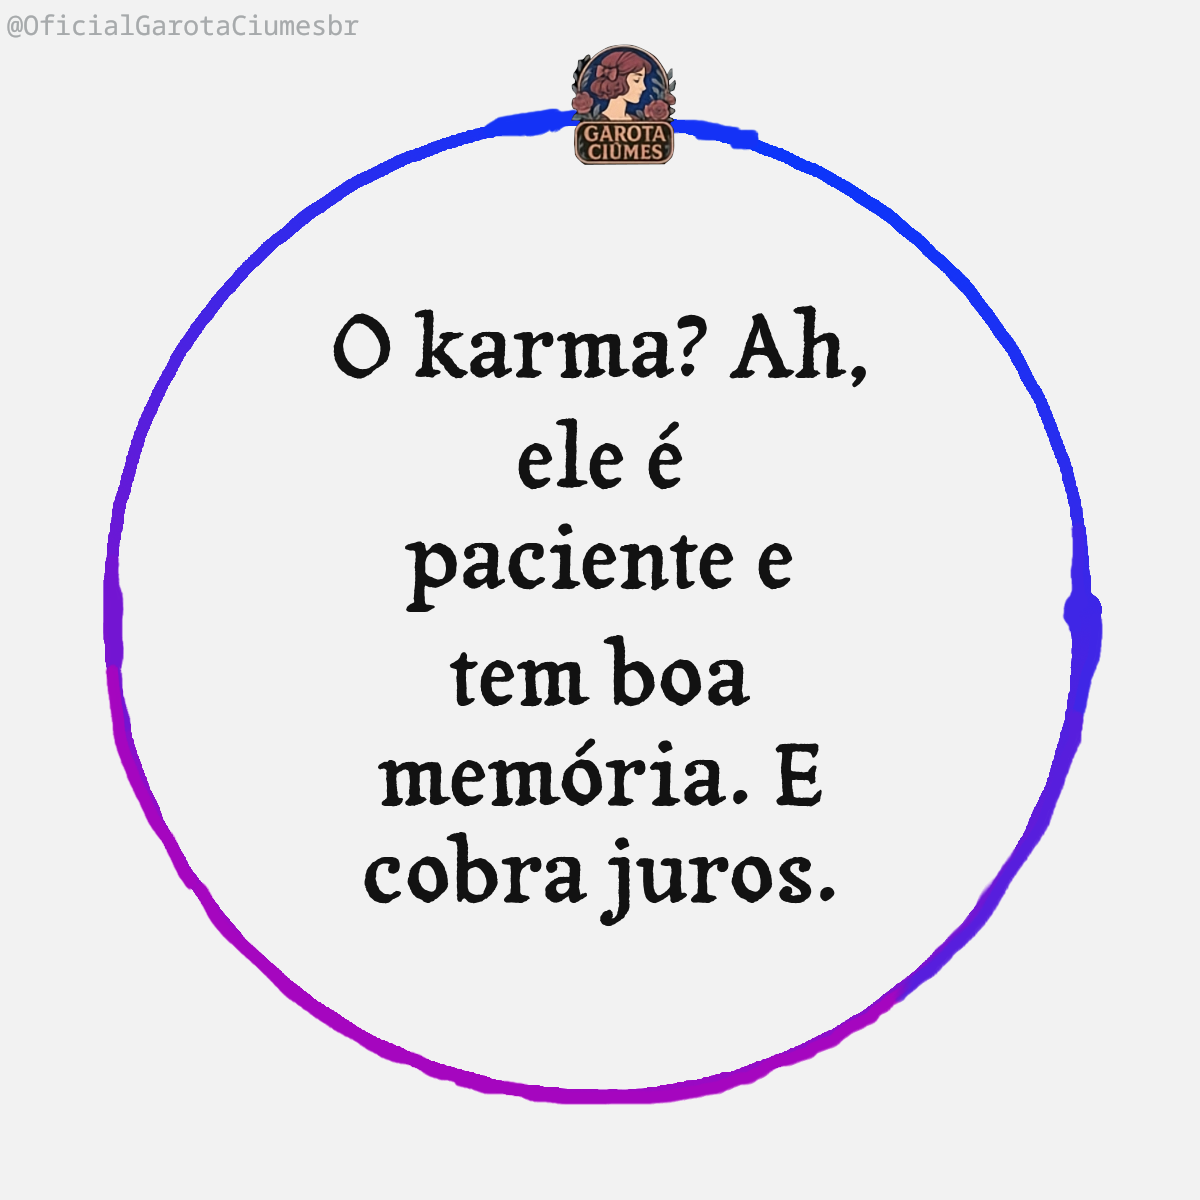 @OficialGarotaCiumesbr
GAROTA
CIÚMES
O karma? Ah,
ele é
paciente e
tem boa
memória. E
cobra juros.